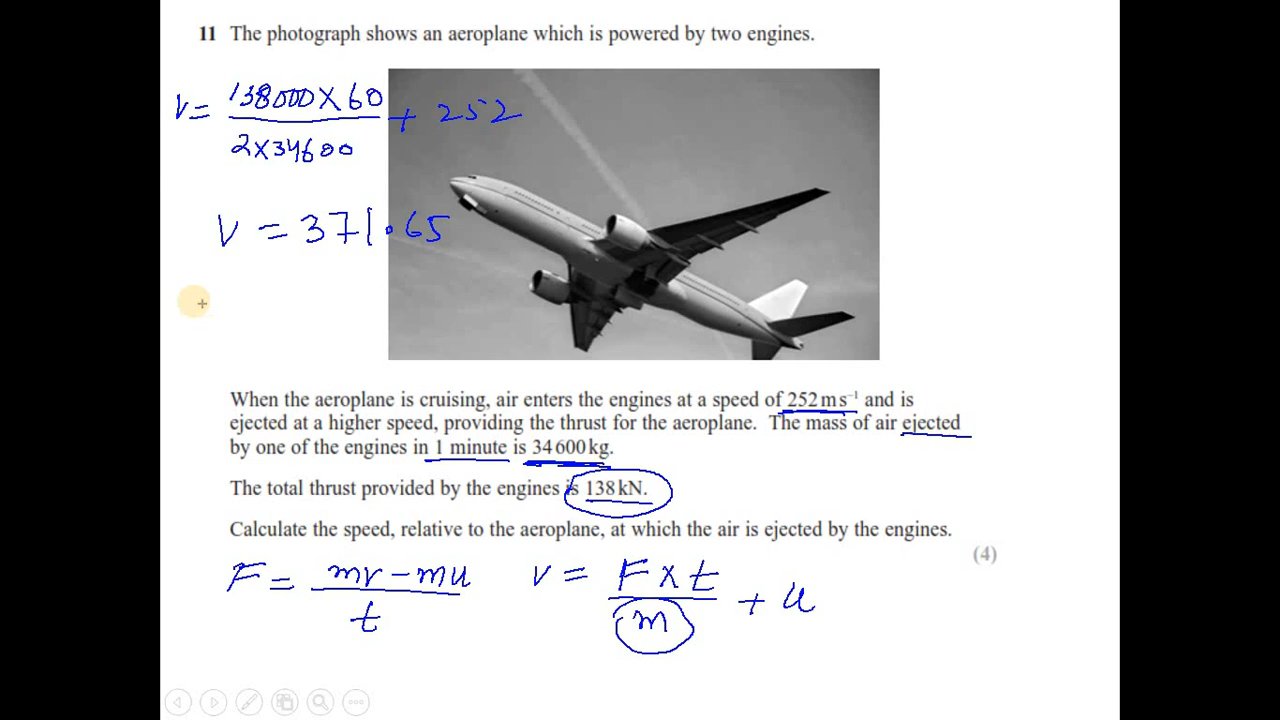 11 The photograph shows an aeroplane which is powered by two engines.
v = 138000 × 60 / 2×34600 + 252
v = 371.65
When the aeroplane is cruising, air enters the engines at a speed of 252 m s⁻¹ and is
ejected at a higher speed, providing the thrust for the aeroplane. The mass of air ejected
by one of the engines in 1 minute is 34 600 kg.
The total thrust provided by the engines is 138 kN.
Calculate the speed, relative to the aeroplane, at which the air is ejected by the engines.
(4)
F = mv – mu / t v = F × t / m + u